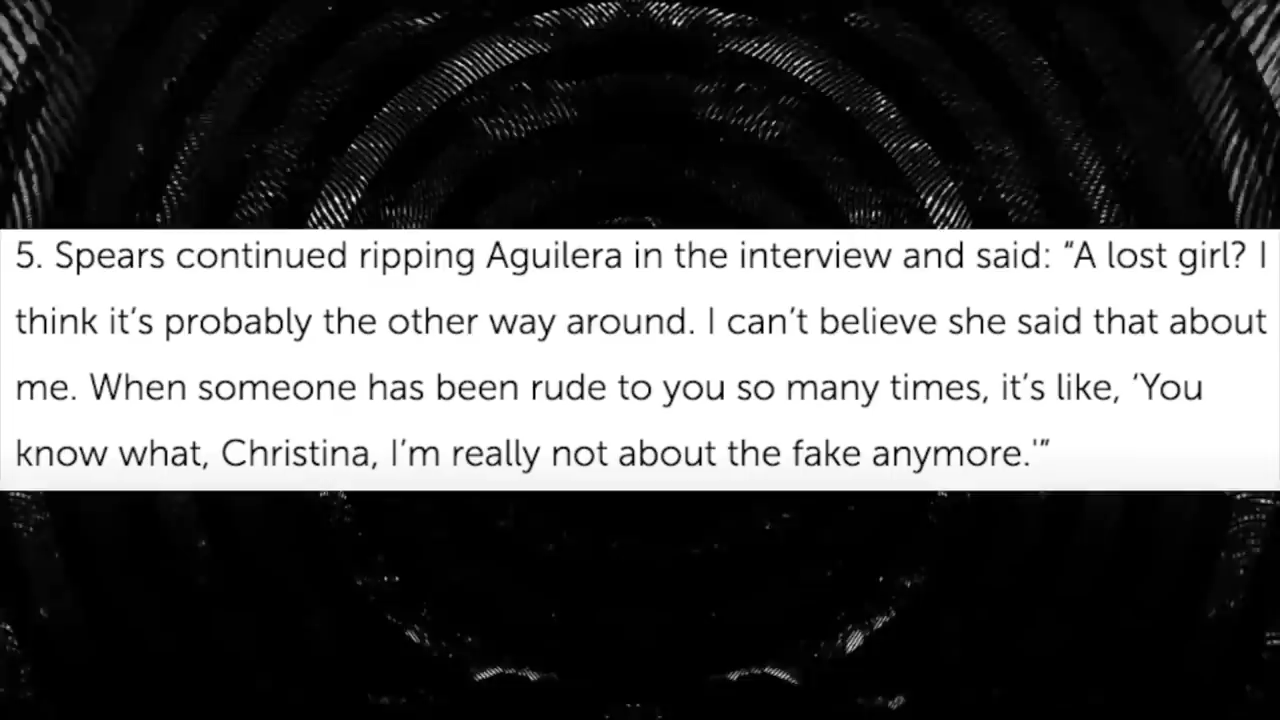 5. Spears continued ripping Aguilera in the interview and said: “A lost girl? I
think it’s probably the other way around. I can’t believe she said that about
me. When someone has been rude to you so many times, it’s like, ‘You
know what, Christina, I’m really not about the fake anymore.'”